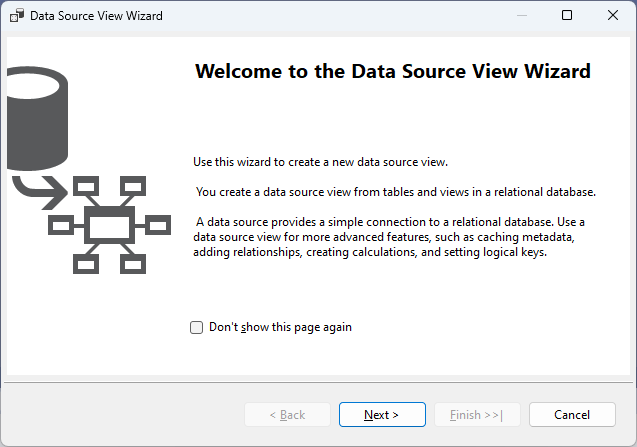 Data Source View Wizard
Welcome to the Data Source View Wizard
Use this wizard to create a new data source view.
You create a data source view from tables and views in a relational database.
A data source provides a simple connection to a relational database. Use a
data source view for more advanced features, such as caching metadata,
adding relationships, creating calculations, and setting logical keys.
Don't show this page again
< Back
Next >
Finish >>|
Cancel